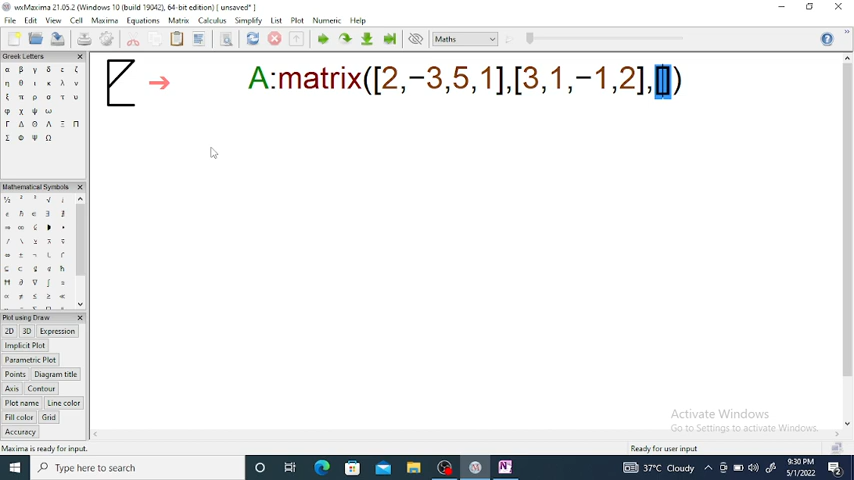 wxMaxima 21.05.2 (Windows 10 (build 19042), 64-bit edition) [ unsaved* ]
File Edit View Cell Maxima Equations Matrix Calculus Simplify List Plot Numeric Help
Maths
Greek Letters
α β γ δ ε ζ
η θ ι κ λ ν
ξ π ρ σ τ υ
φ χ ψ ω
Γ Δ Θ Λ Ξ Π
Σ Φ Ψ Ω
Mathematical Symbols
Plot using Draw
2D 3D Expression
Implicit Plot
Parametric Plot
Points Diagram title
Axis Contour
Plot name Line color
Fill color Grid
Accuracy
A:matrix([2,−3,5,1],[3,1,−1,2],[])
Activate Windows
Go to Settings to activate Windows.
Maxima is ready for input. Ready for user input
Type here to search
37°C Cloudy
9:30 PM
5/1/2022
2